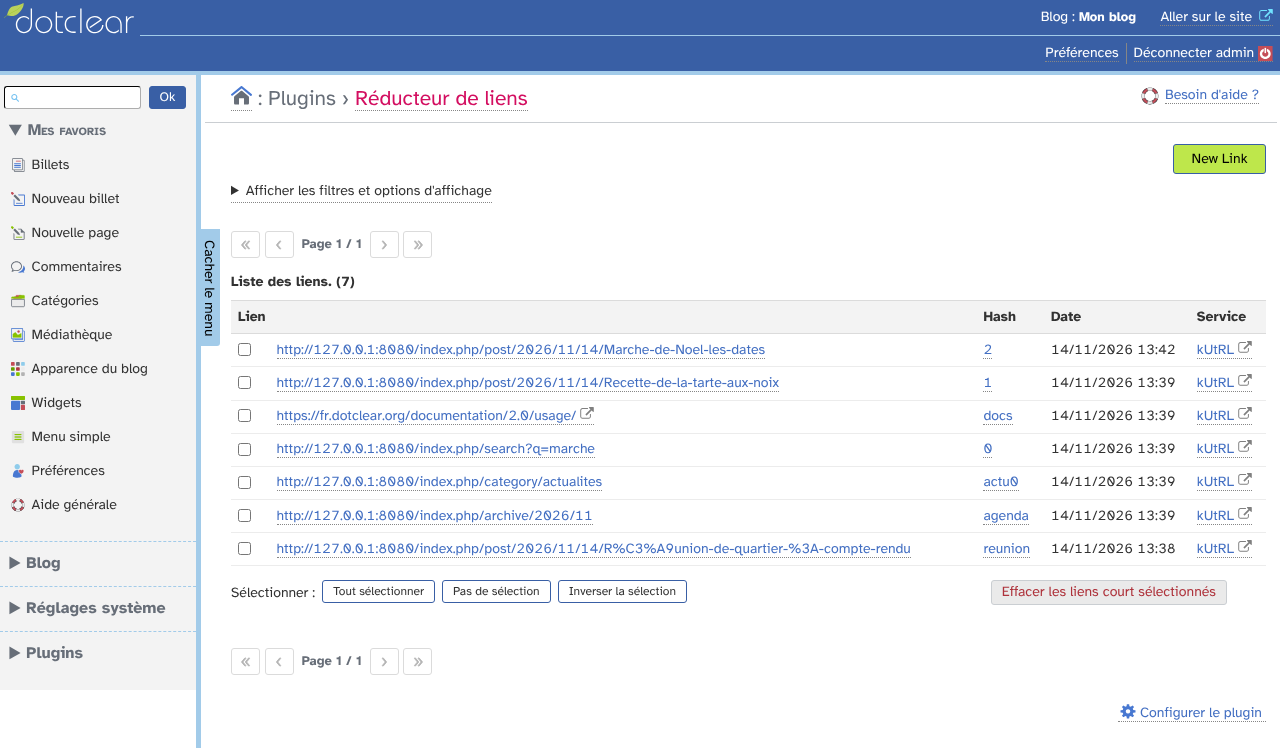 dotclear
Blog : Mon blog Aller sur le site
Préférences Déconnecter admin
Ok
: Plugins › Réducteur de liens
Besoin d'aide ?
Mes favoris
Billets
Nouveau billet
Nouvelle page
Commentaires
Catégories
Médiathèque
Apparence du blog
Widgets
Menu simple
Préférences
Aide générale
Blog
Réglages système
Plugins
Cacher le menu
New Link
Afficher les filtres et options d'affichage
« ‹ Page 1 / 1 › »
Liste des liens. (7)
Lien Hash Date Service
http://127.0.0.1:8080/index.php/post/2026/11/14/Marche-de-Noel-les-dates 2 14/11/2026 13:42 kUtRL
http://127.0.0.1:8080/index.php/post/2026/11/14/Recette-de-la-tarte-aux-noix 1 14/11/2026 13:39 kUtRL
https://fr.dotclear.org/documentation/2.0/usage/ docs 14/11/2026 13:39 kUtRL
http://127.0.0.1:8080/index.php/search?q=marche 0 14/11/2026 13:39 kUtRL
http://127.0.0.1:8080/index.php/category/actualites actu0 14/11/2026 13:39 kUtRL
http://127.0.0.1:8080/index.php/archive/2026/11 agenda 14/11/2026 13:39 kUtRL
http://127.0.0.1:8080/index.php/post/2026/11/14/R%C3%A9union-de-quartier-%3A-compte-rendu reunion 14/11/2026 13:38 kUtRL
Sélectionner : Tout sélectionner Pas de sélection Inverser la sélection Effacer les liens court sélectionnés
« ‹ Page 1 / 1 › »
Configurer le plugin